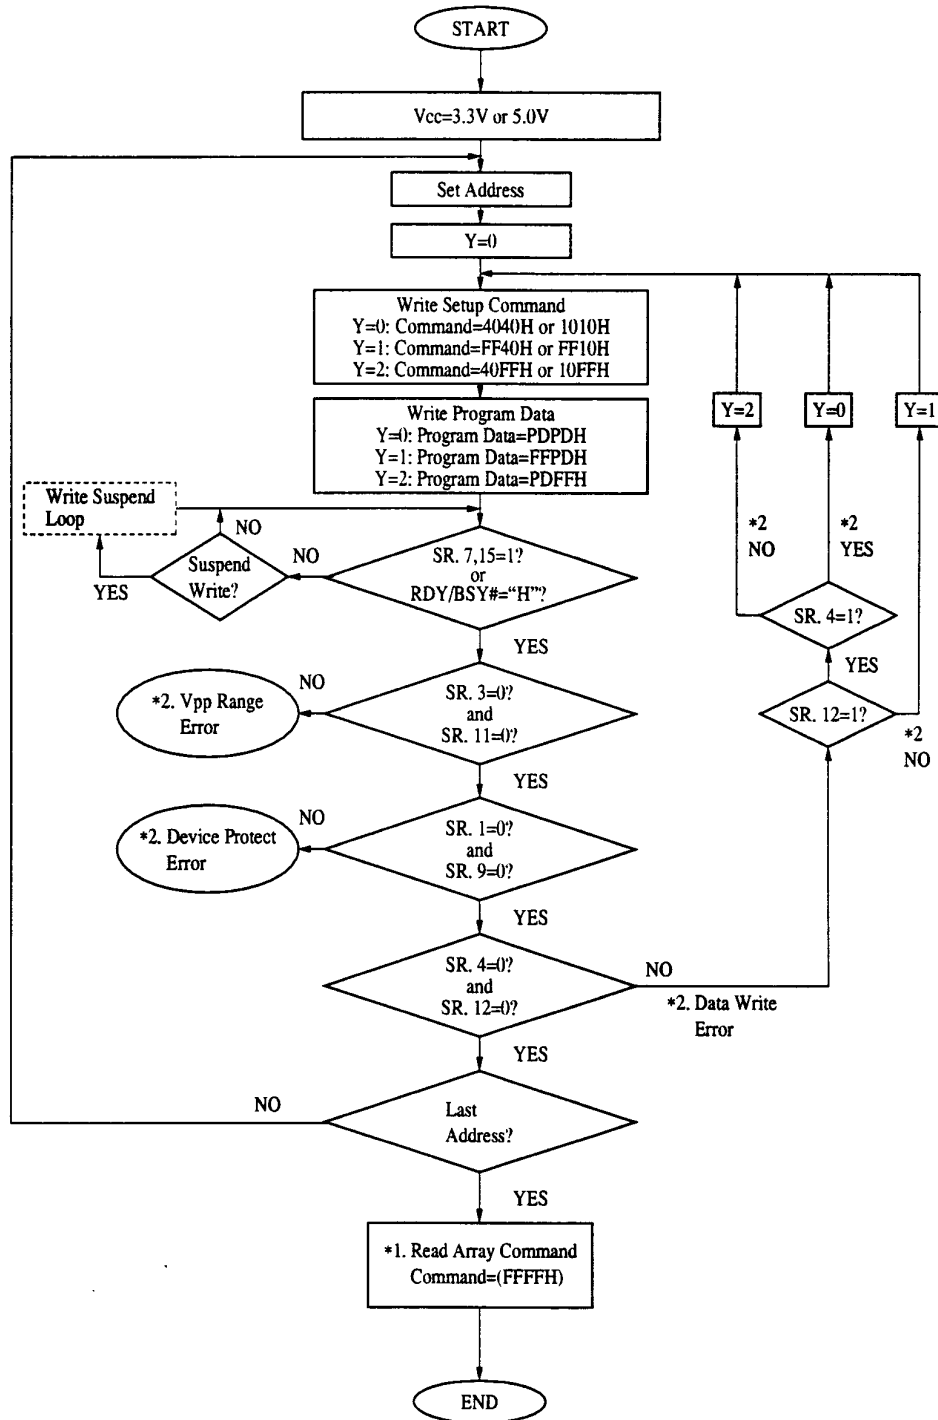 START
Vcc=3.3V or 5.0V
Set Address
Y=0
Write Setup Command
Y=0: Command=4040H or 1010H
Y=1: Command=FF40H or FF10H
Y=2: Command=40FFH or 10FFH
Y=2
Y=0
Y=1
Write Program Data
Y=0: Program Data=PDPDH
Y=1: Program Data=FFPDH
Y=2: Program Data=PDFFH
Write Suspend
Loop
NO
YES
Suspend
Write?
NO
SR. 7,15=1?
or
RDY/BSY#="H"?
YES
*2
NO
*2
YES
SR. 4=1?
YES
SR. 12=1?
*2
NO
*2. Vpp Range
Error
NO
SR. 3=0?
and
SR. 11=0?
YES
*2. Device Protect
Error
NO
SR. 1=0?
and
SR. 9=0?
YES
SR. 4=0?
and
SR. 12=0?
NO
*2. Data Write
Error
YES
NO
Last
Address?
YES
*1. Read Array Command
Command=(FFFFH)
END